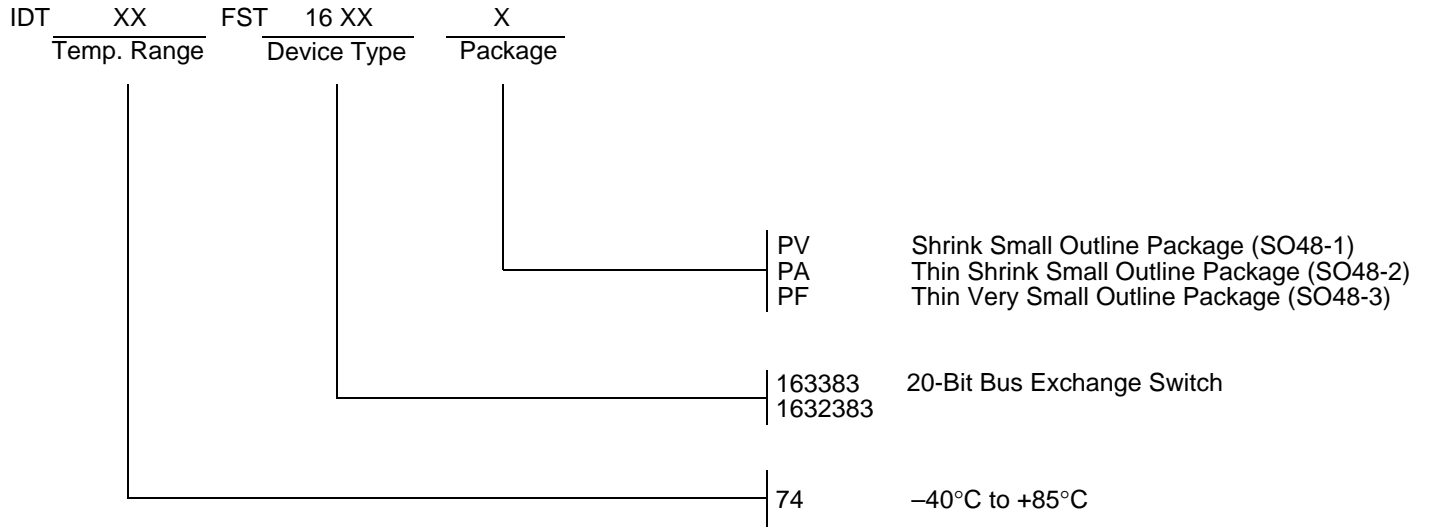 IDT XX FST 16 XX X
Temp. Range Device Type Package
PV Shrink Small Outline Package (SO48-1)
PA Thin Shrink Small Outline Package (SO48-2)
PF Thin Very Small Outline Package (SO48-3)
163383 20-Bit Bus Exchange Switch
1632383
74 –40°C to +85°C